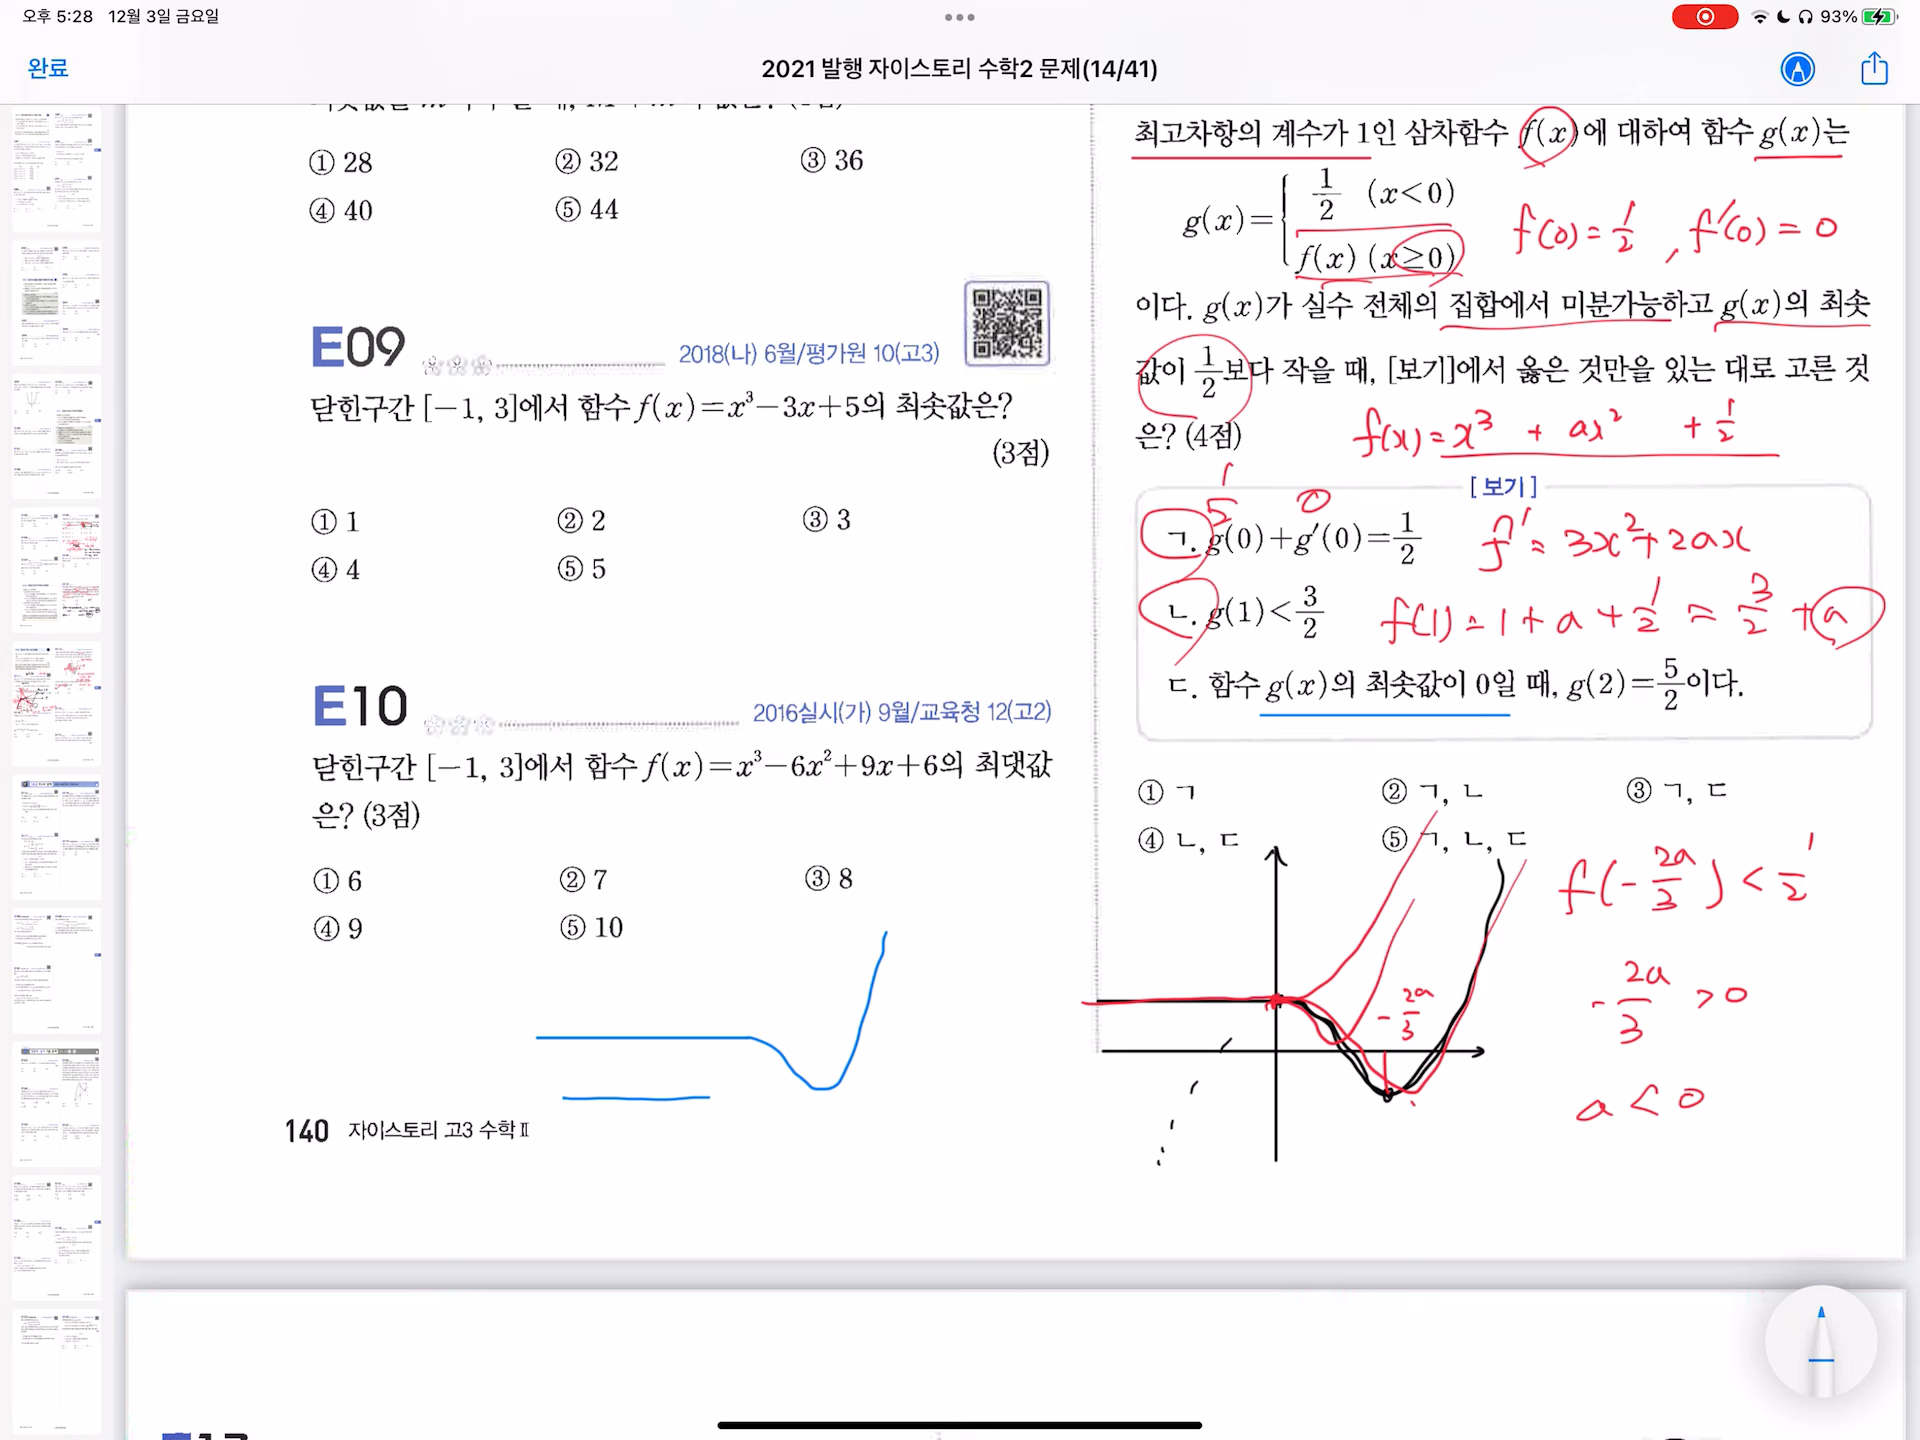 오후 5:28 12월 3일 금요일
93%
완료
2021 발행 자이스토리 수학2 문제(14/41)
① 28 ② 32 ③ 36
④ 40 ⑤ 44
E09
2018(나) 6월/평가원 10(고3)
닫힌구간 [−1, 3]에서 함수 f(x)=x³−3x+5의 최솟값은?
(3점)
① 1 ② 2 ③ 3
④ 4 ⑤ 5
E10
2016실시(가) 9월/교육청 12(고2)
닫힌구간 [−1, 3]에서 함수 f(x)=x³−6x²+9x+6의 최댓값
은? (3점)
① 6 ② 7 ③ 8
④ 9 ⑤ 10
140 자이스토리 고3 수학Ⅱ
최고차항의 계수가 1인 삼차함수 f(x)에 대하여 함수 g(x)는
g(x)={ 1/2 (x<0)
f(x) (x≥0)
f(0)=1/2, f'(0)=0
이다. g(x)가 실수 전체의 집합에서 미분가능하고 g(x)의 최솟
값이 1/2보다 작을 때, [보기]에서 옳은 것만을 있는 대로 고른 것
은? (4점)
f(x)=x³ + ax² + 1/2
[보기]
1/2 0
ㄱ. g(0)+g′(0)=1/2
f'=3x²+2ax
ㄴ. g(1)<3/2
f(1)=1+a+1/2=3/2+a
ㄷ. 함수 g(x)의 최솟값이 0일 때, g(2)=5/2이다.
① ㄱ ② ㄱ, ㄴ ③ ㄱ, ㄷ
④ ㄴ, ㄷ ⑤ ㄱ, ㄴ, ㄷ
f(-2a/3)<1/2
-2a/3
-2a/3 >0
a<0